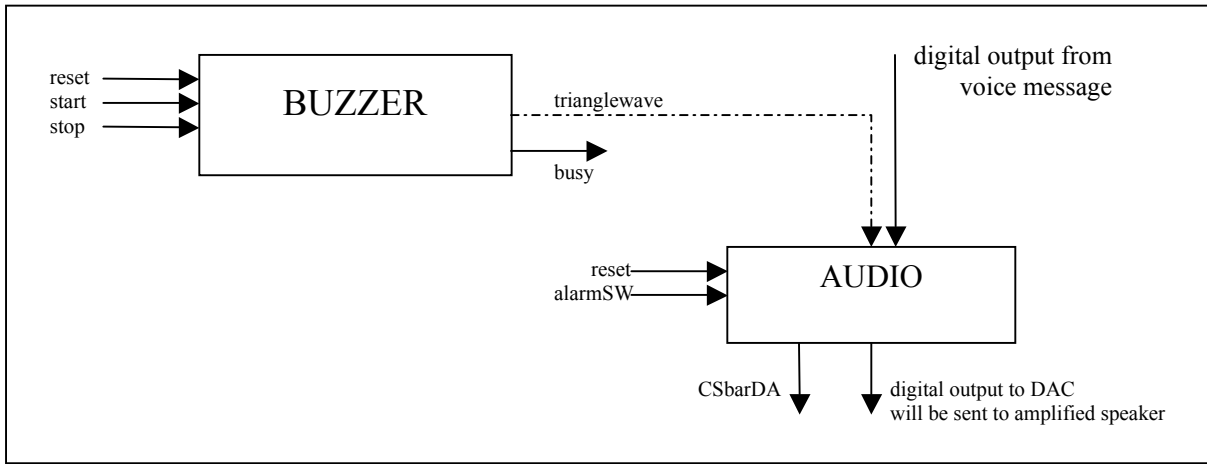 reset
start
stop
BUZZER
trianglewave
busy
digital output from
voice message
reset
alarmSW
AUDIO
CSbarDA
digital output to DAC
will be sent to amplified speaker